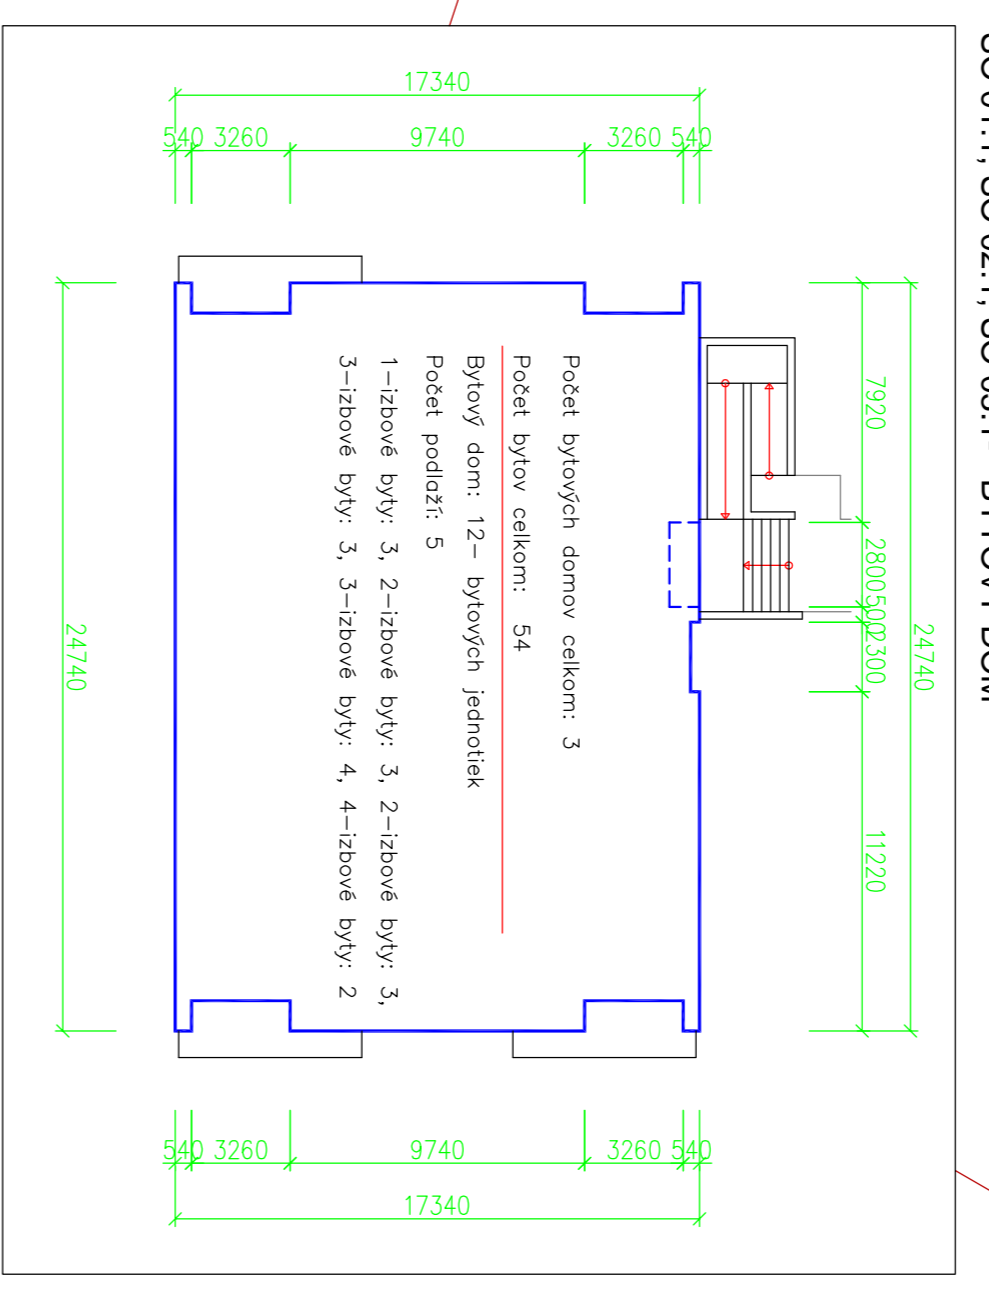 BYTOVÝ DOM
17340
540 3260 9740 3260 540
24740
7920 2800 500 2300 11220
24740
Počet bytových domov celkom: 3
Počet bytov celkom: 54
Bytový dom: 12- bytových jednotiek
Počet podlaží: 5
1-izbové byty: 3, 2-izbové byty: 3, 2-izbové byty: 3,
3-izbové byty: 3, 3-izbové byty: 4, 4-izbové byty: 2
540 3260 9740 3260 540
17340